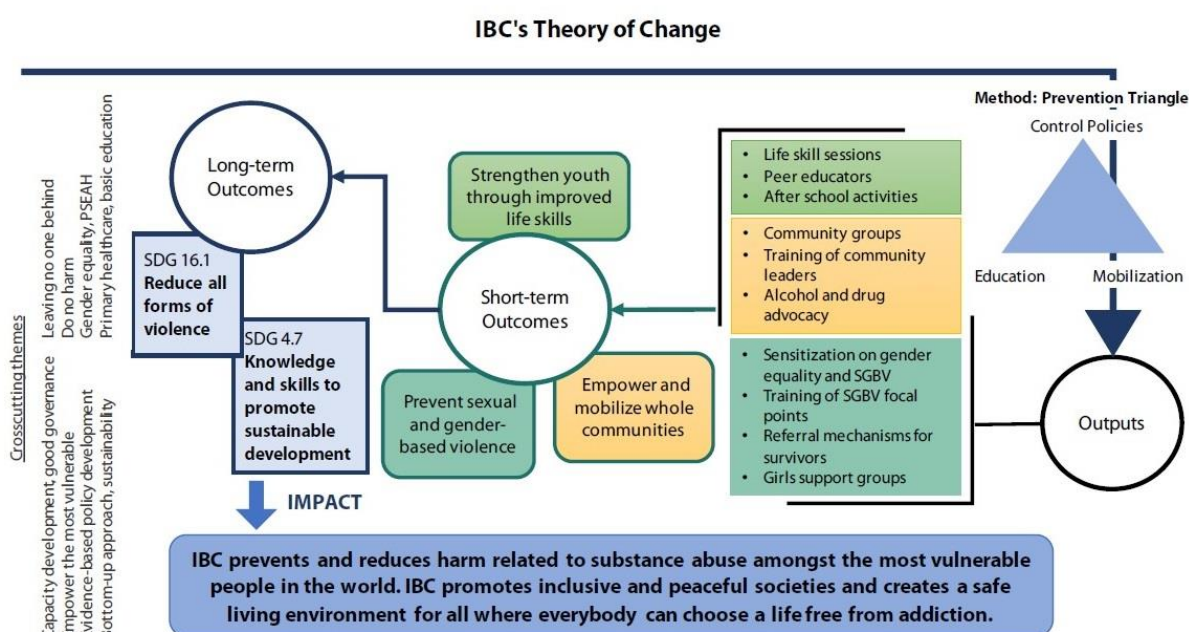 IBC's Theory of Change
Crosscutting themes
Leaving no one behind
Do no harm
Gender equality, PSEAH
Primary healthcare, basic education
Capacity development, good governance
Empower the most vulnerable
Evidence-based policy development
Bottom-up approach, sustainability
Long-term
Outcomes
SDG 16.1
Reduce all
forms of
violence
SDG 4.7
Knowledge
and skills to
promote
sustainable
development
Strengthen youth
through improved
life skills
Short-term
Outcomes
Prevent sexual
and gender-
based violence
Empower and
mobilize whole
communities
• Life skill sessions
• Peer educators
• After school activities
• Community groups
• Training of community
leaders
• Alcohol and drug
advocacy
• Sensitization on gender
equality and SGBV
• Training of SGBV focal
points
• Referral mechanisms for
survivors
• Girls support groups
Method: Prevention Triangle
Control Policies
Education
Mobilization
Outputs
IMPACT
IBC prevents and reduces harm related to substance abuse amongst the most vulnerable
people in the world. IBC promotes inclusive and peaceful societies and creates a safe
living environment for all where everybody can choose a life free from addiction.